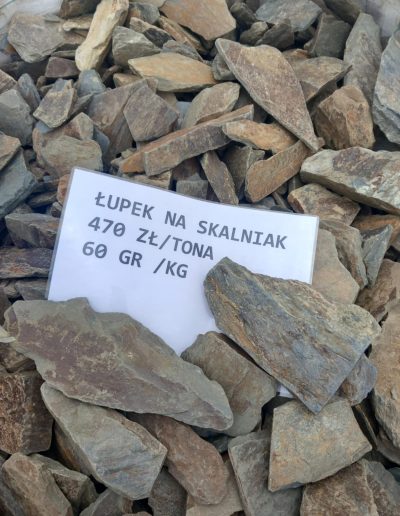 ŁUPEK NA SKALNIAK
470 ZŁ/TONA
60 GR /KG